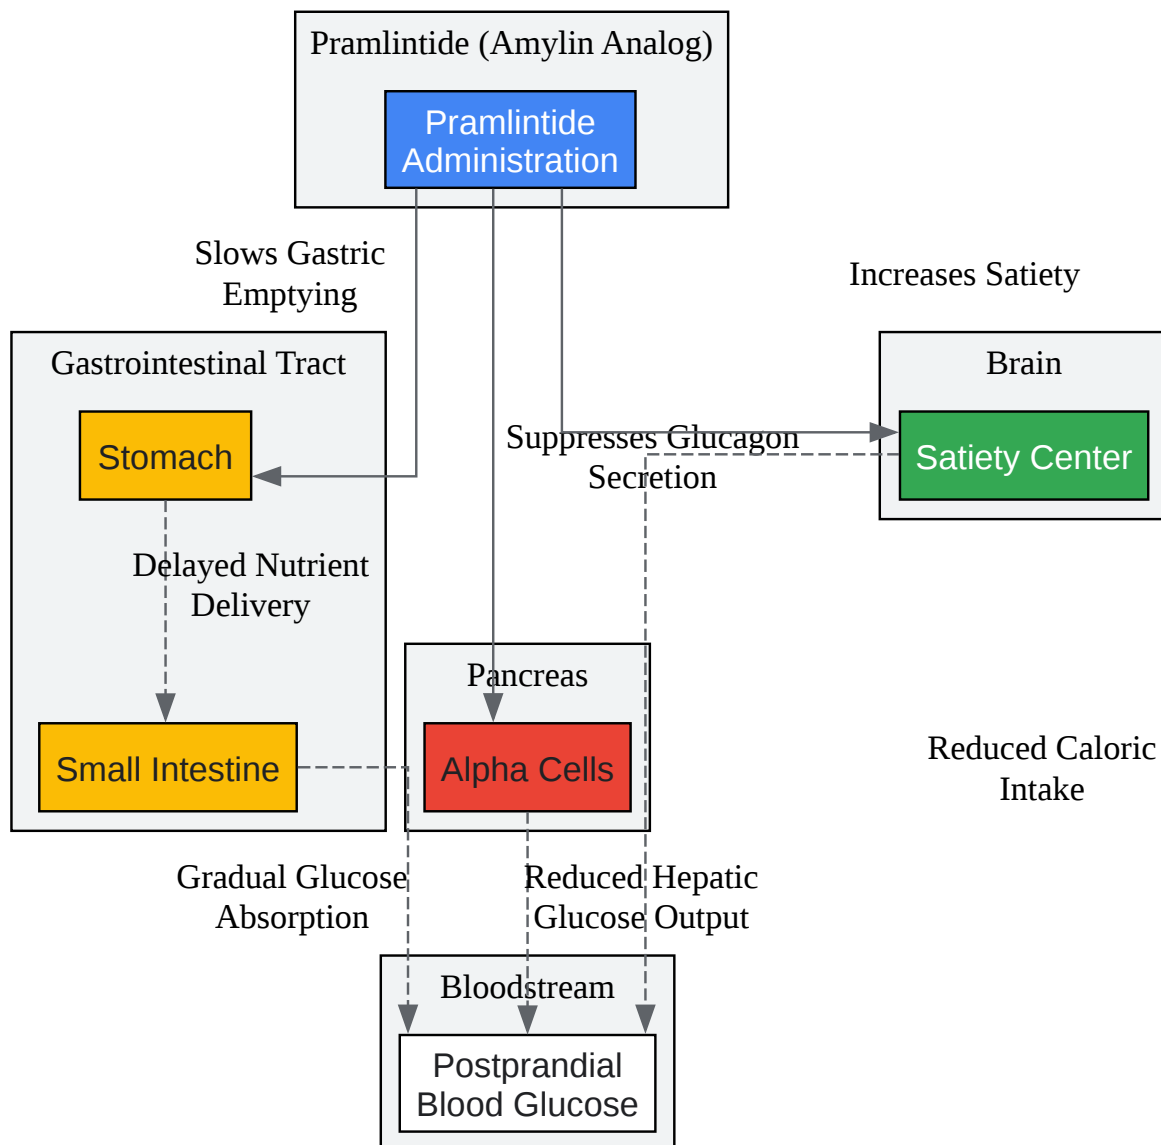 Pramlintide (Amylin Analog)
Pramlintide
Administration
Slows Gastric
Emptying
Increases Satiety
Gastrointestinal Tract
Brain
Stomach
Suppresses Glucagon
Secretion
Satiety Center
Delayed Nutrient
Delivery
Pancreas
Small Intestine
Alpha Cells
Reduced Caloric
Intake
Gradual Glucose
Absorption
Reduced Hepatic
Glucose Output
Bloodstream
Postprandial
Blood Glucose